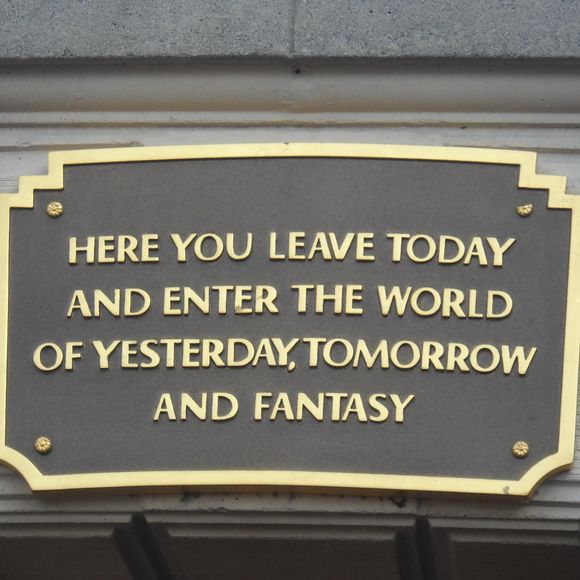 HERE YOU LEAVE TODAY
AND ENTER THE WORLD
OF YESTERDAY, TOMORROW
AND FANTASY